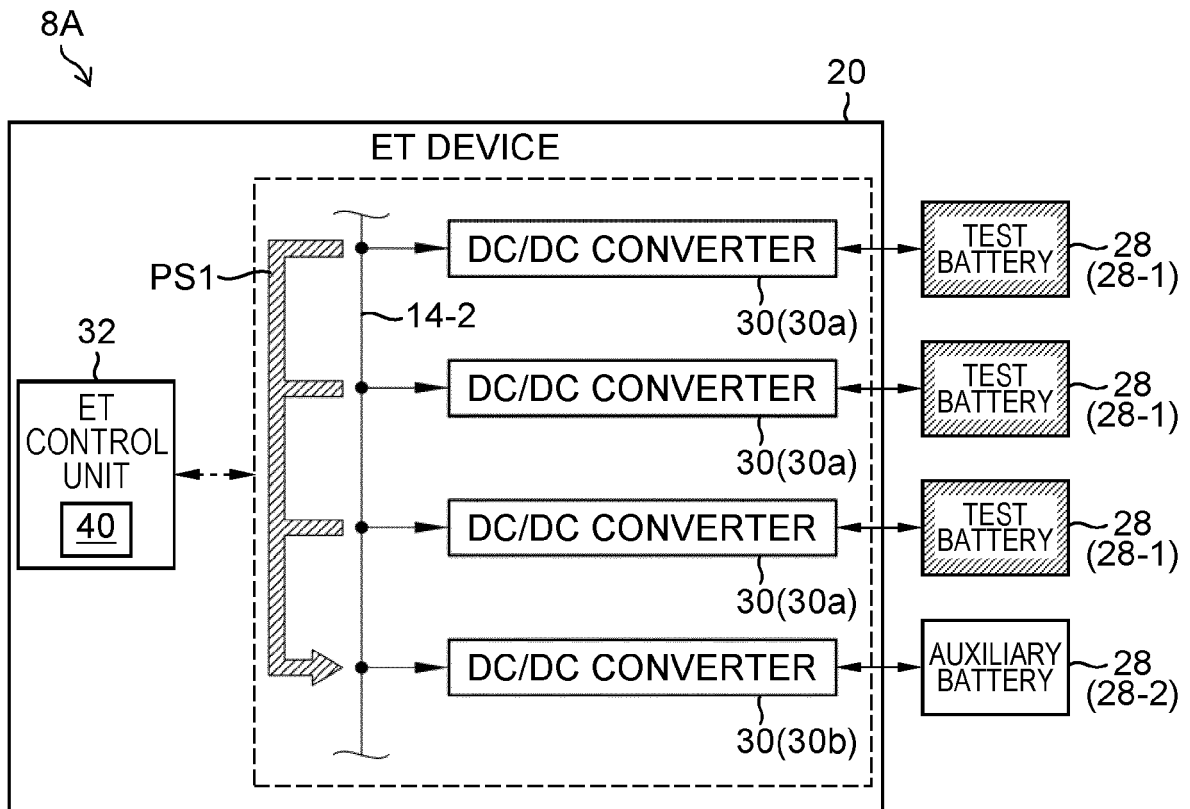 8A
20
ET DEVICE
PS1
14-2
32
ET
CONTROL
UNIT
40
DC/DC CONVERTER
30(30a)
TEST
BATTERY
28
(28-1)
DC/DC CONVERTER
30(30a)
TEST
BATTERY
28
(28-1)
DC/DC CONVERTER
30(30a)
TEST
BATTERY
28
(28-1)
DC/DC CONVERTER
30(30b)
AUXILIARY
BATTERY
28
(28-2)